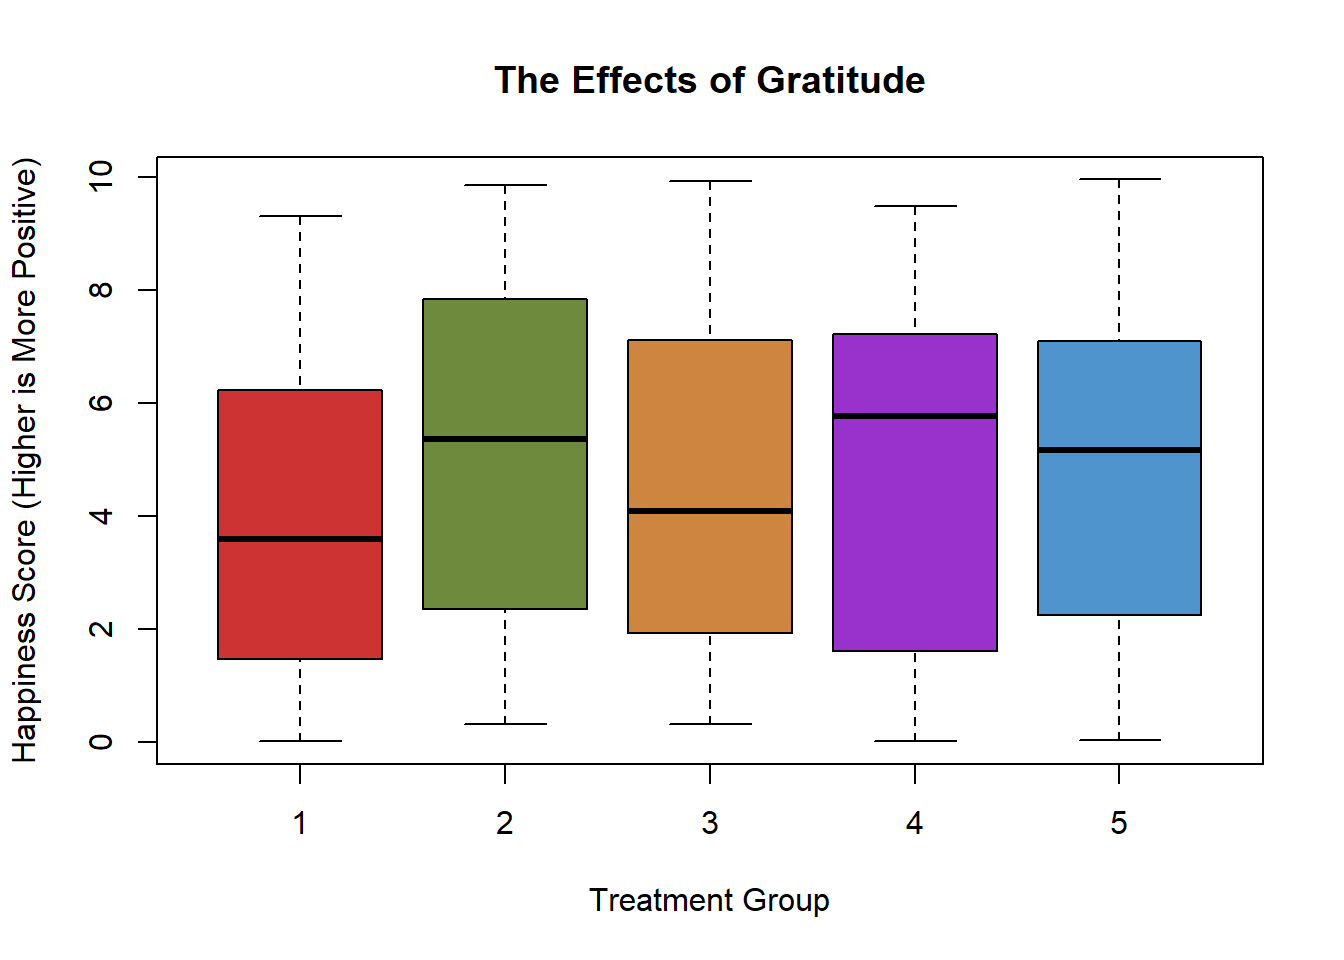 The Effects of Gratitude
Happiness Score (Higher is More Positive)
10
8
6
4
2
0
1 2 3 4 5
Treatment Group